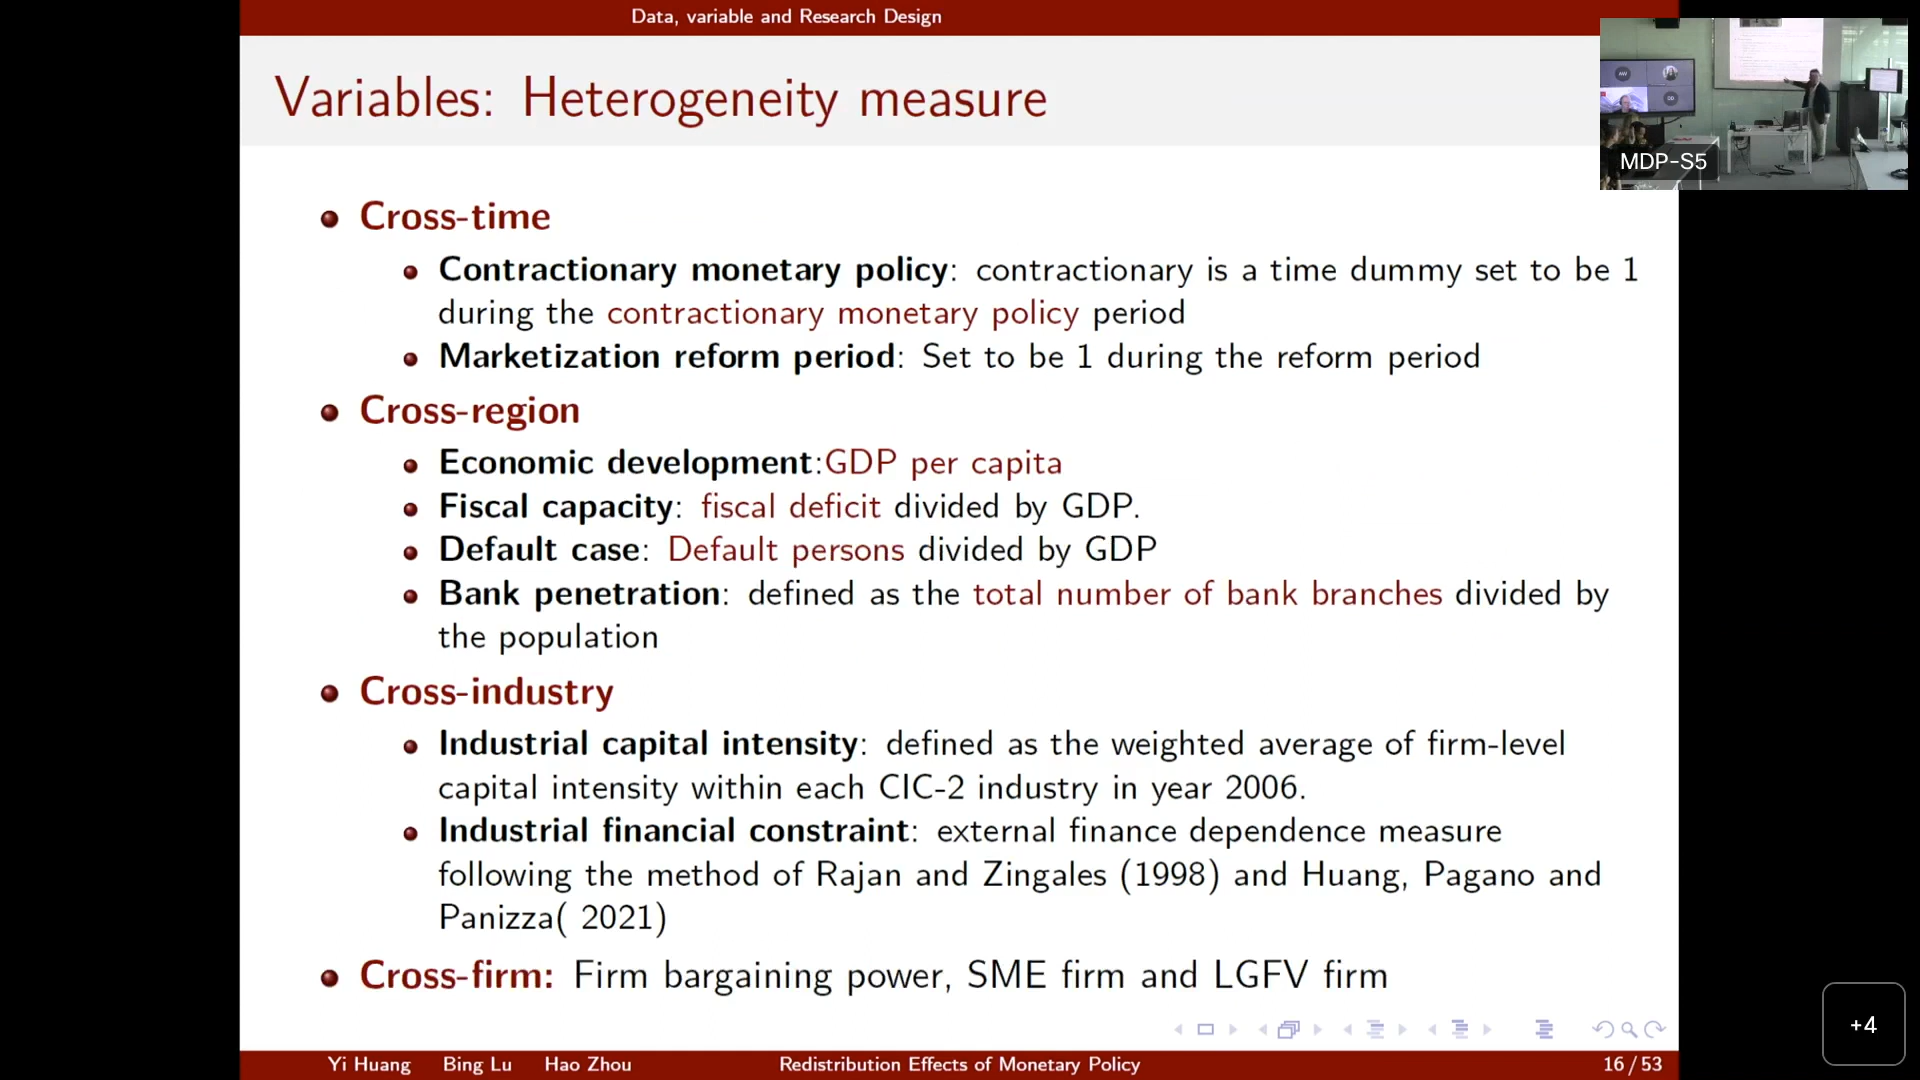 Data, variable and Research Design
Variables: Heterogeneity measure
MDP-S5
Cross-time
Contractionary monetary policy: contractionary is a time dummy set to be 1
during the contractionary monetary policy period
Marketization reform period: Set to be 1 during the reform period
Cross-region
Economic development:GDP per capita
Fiscal capacity: fiscal deficit divided by GDP.
Default case: Default persons divided by GDP
Bank penetration: defined as the total number of bank branches divided by
the population
Cross-industry
Industrial capital intensity: defined as the weighted average of firm-level
capital intensity within each CIC-2 industry in year 2006.
Industrial financial constraint: external finance dependence measure
following the method of Rajan and Zingales (1998) and Huang, Pagano and
Panizza( 2021)
Cross-firm: Firm bargaining power, SME firm and LGFV firm
+4
Yi Huang Bing Lu Hao Zhou Redistribution Effects of Monetary Policy 16 / 53